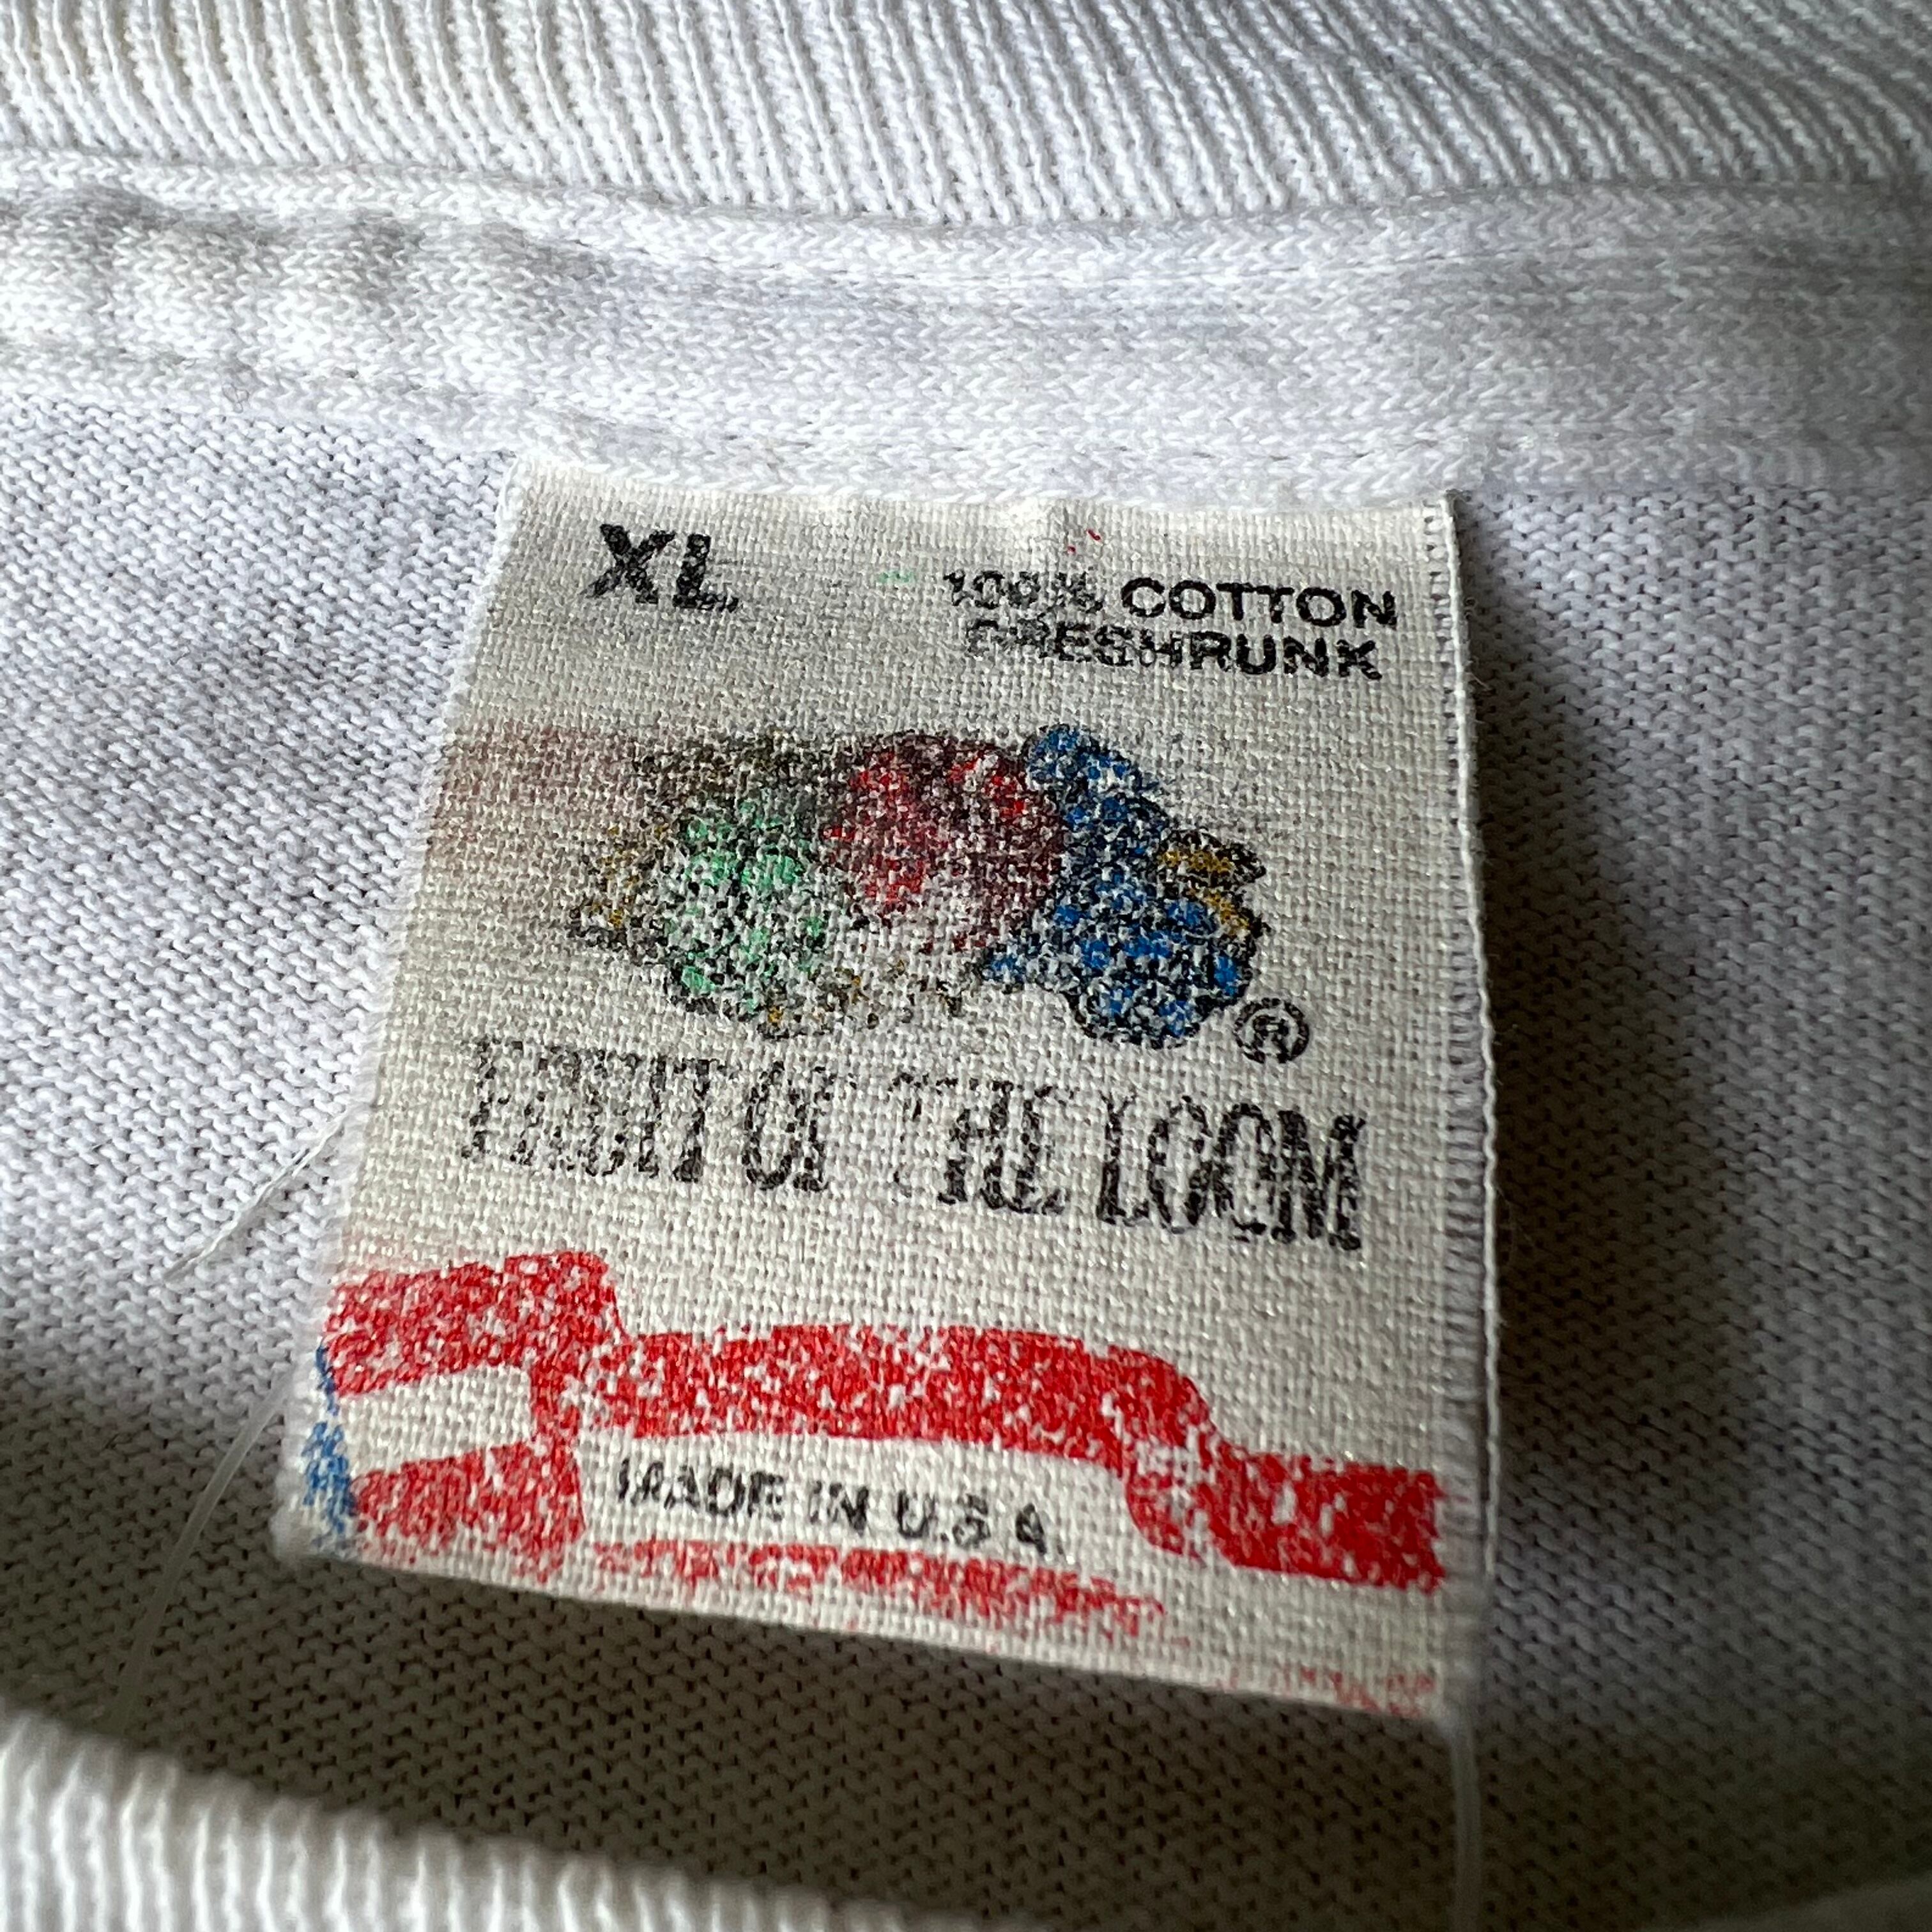 XL
100% COTTON
PRESHRUNK
®
FRUIT OF THE LOOM
MADE IN U.S.A.